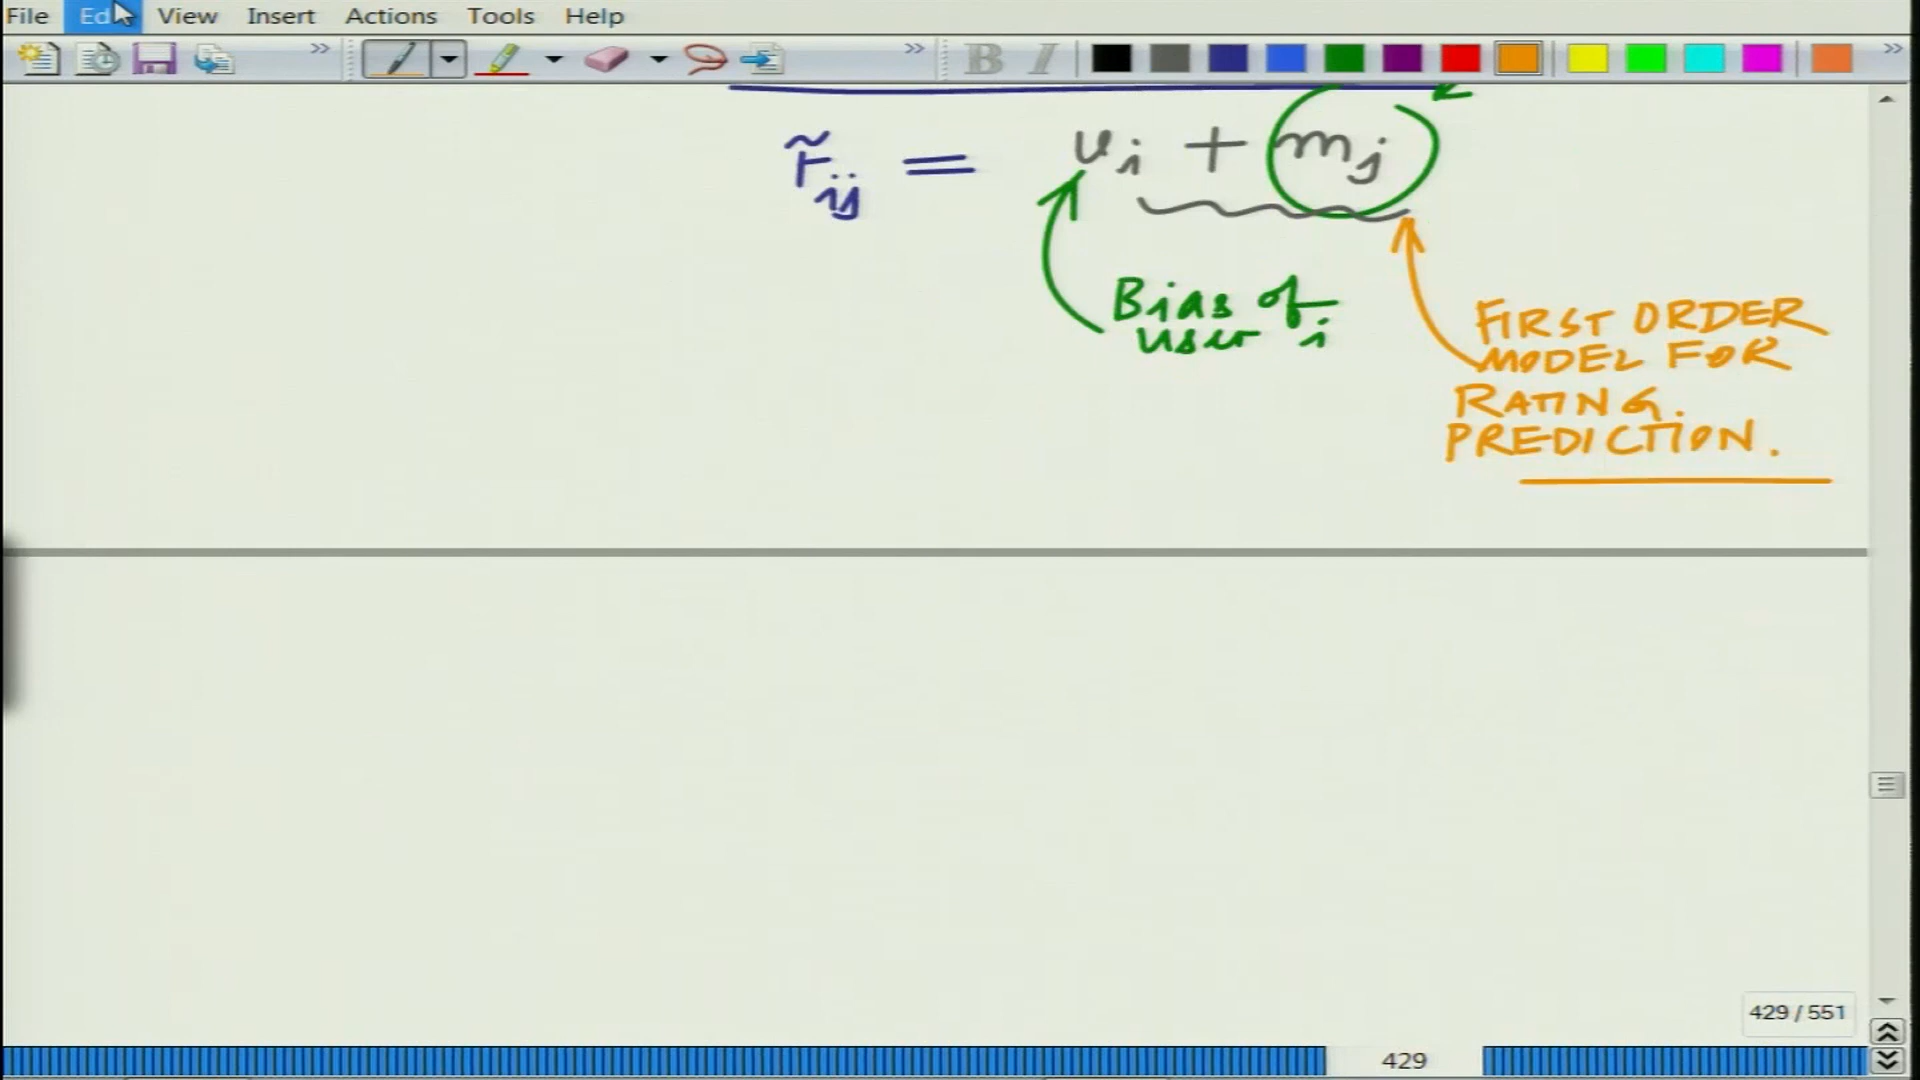 File Ed View Insert Actions Tools Help
B I
r̃ij = ui + mj
Bias of
user i
FIRST ORDER
MODEL FOR
RATING
PREDICTION.
429 / 551
429